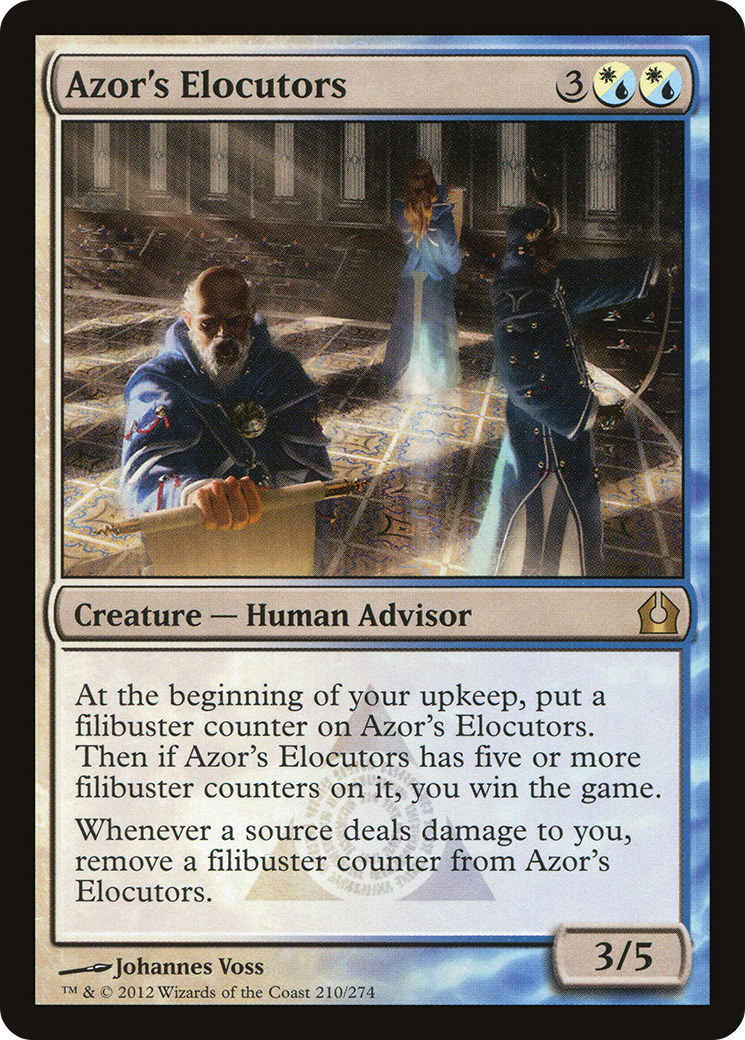 Azor's Elocutors 3
Creature — Human Advisor
At the beginning of your upkeep, put a
filibuster counter on Azor's Elocutors.
Then if Azor's Elocutors has five or more
filibuster counters on it, you win the game.
Whenever a source deals damage to you,
remove a filibuster counter from Azor's
Elocutors.
3/5
Johannes Voss
™ & © 2012 Wizards of the Coast 210/274